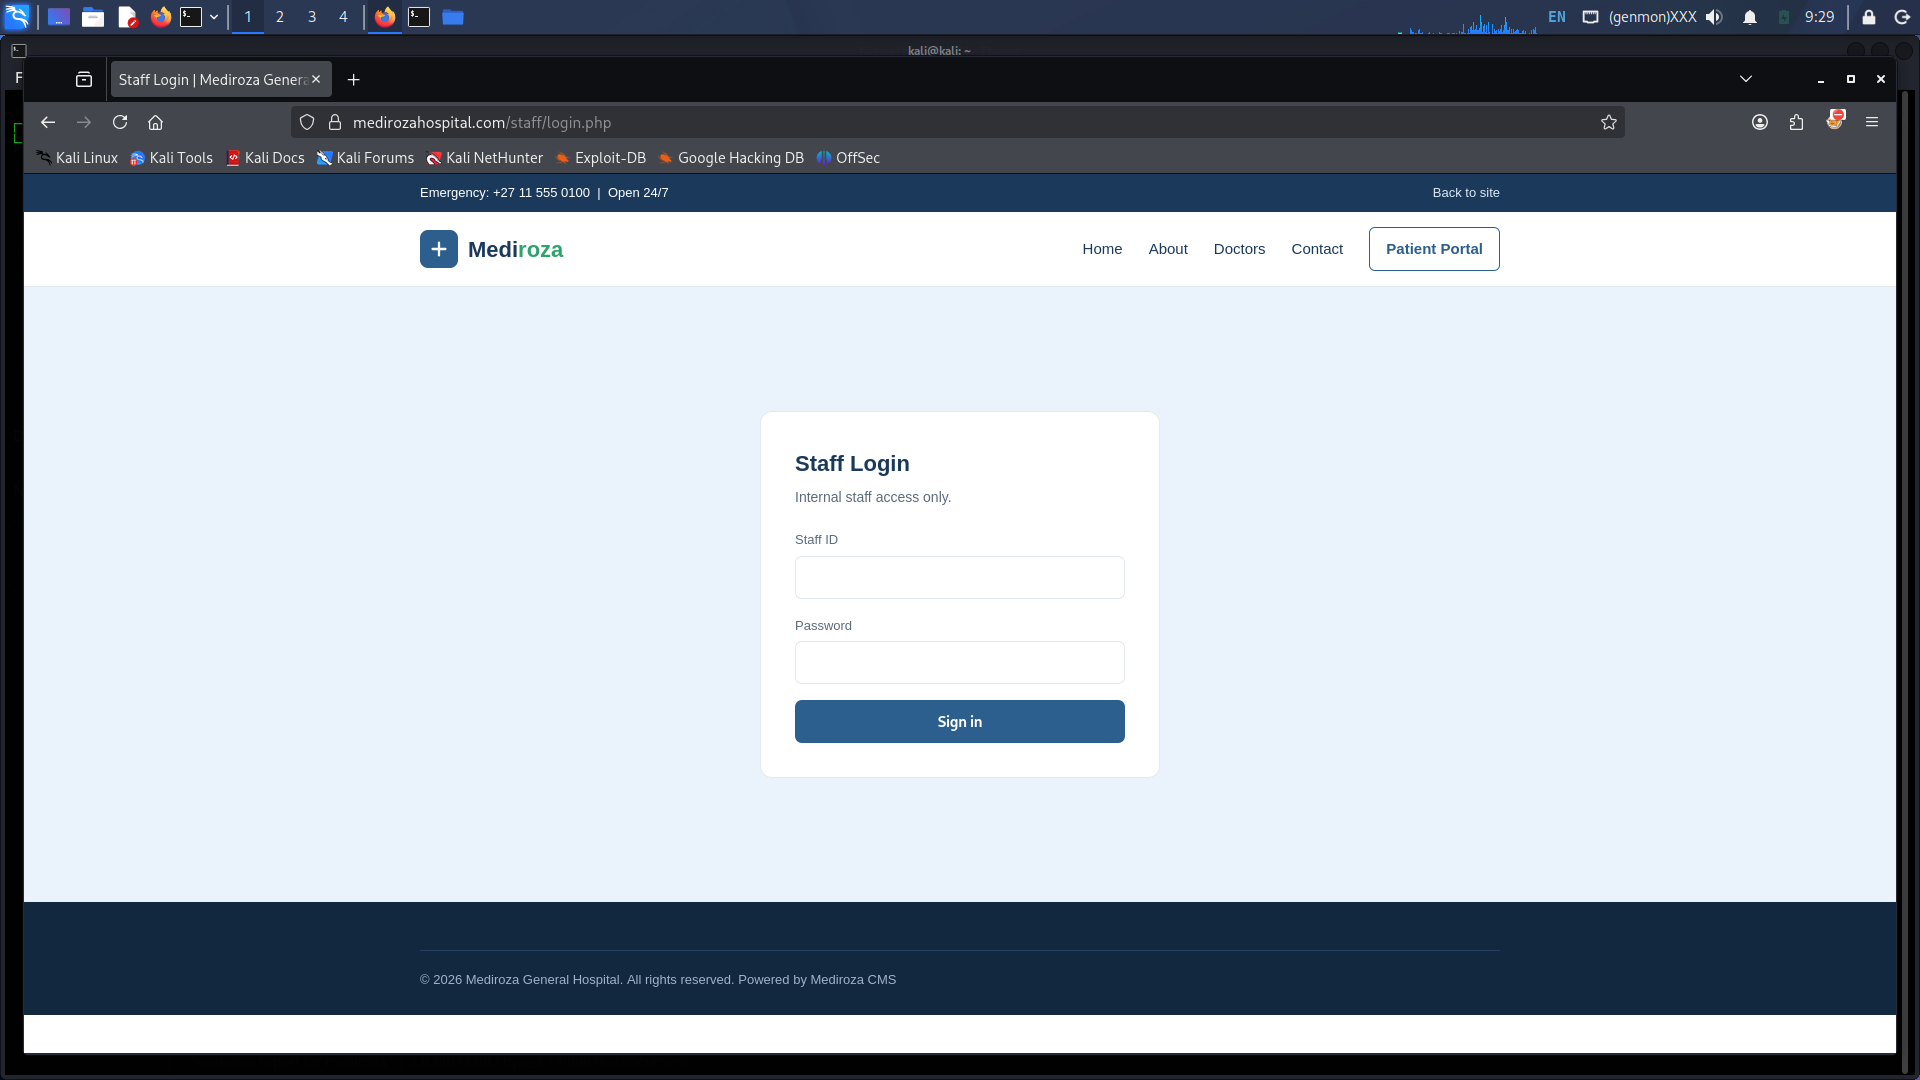 1 2 3 4 EN (genmon)XXX 9:29
kali@kali: ~
F
Staff Login | Mediroza Genera
medirozahospital.com/staff/login.php
Kali Linux Kali Tools Kali Docs Kali Forums Kali NetHunter Exploit-DB Google Hacking DB OffSec
Emergency: +27 11 555 0100 | Open 24/7 Back to site
Mediroza Home About Doctors Contact Patient Portal
Staff Login
Internal staff access only.
Staff ID
Password
Sign in
© 2026 Mediroza General Hospital. All rights reserved. Powered by Mediroza CMS